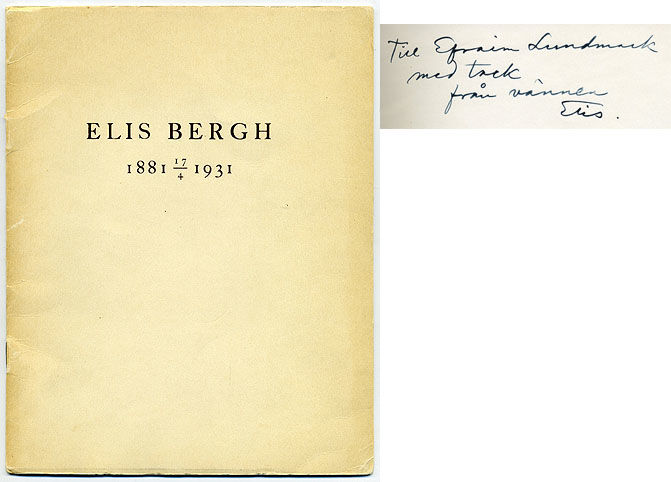 ELIS BERGH
1881 17/4 1931
Till Efraim Lundmark
med tack
från vännen
Elis.